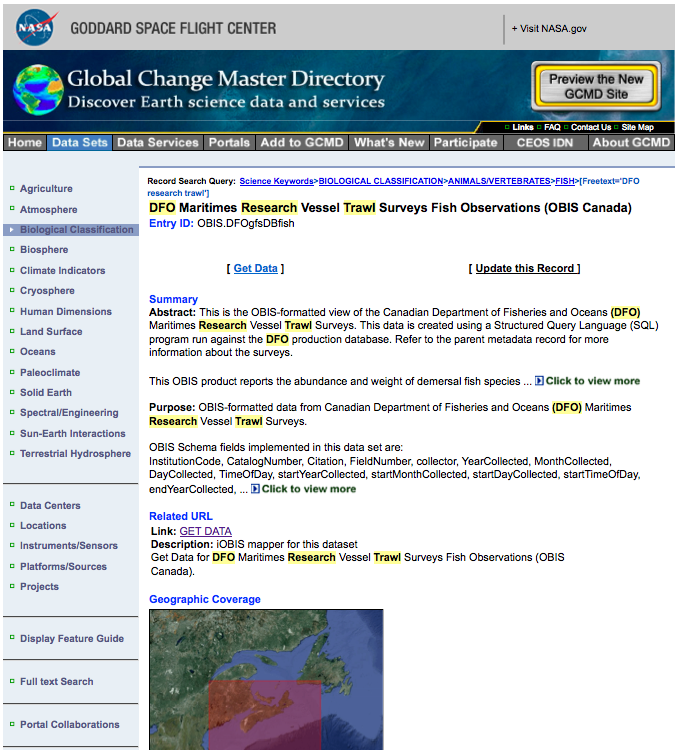 NASA
GODDARD SPACE FLIGHT CENTER
+ Visit NASA.gov
Global Change Master Directory
Discover Earth science data and services
Preview the New
GCMD Site
Links FAQ Contact Us Site Map
Home Data Sets Data Services Portals Add to GCMD What's New Participate CEOS IDN About GCMD
Agriculture
Atmosphere
Biological Classification
Biosphere
Climate Indicators
Cryosphere
Human Dimensions
Land Surface
Oceans
Paleoclimate
Solid Earth
Spectral/Engineering
Sun-Earth Interactions
Terrestrial Hydrosphere
Data Centers
Locations
Instruments/Sensors
Platforms/Sources
Projects
Display Feature Guide
Full text Search
Portal Collaborations
Record Search Query: Science Keywords>BIOLOGICAL CLASSIFICATION>ANIMALS/VERTEBRATES>FISH>[Freetext='DFO
research trawl']
DFO Maritimes Research Vessel Trawl Surveys Fish Observations (OBIS Canada)
Entry ID: OBIS.DFOgfsDBfish
[ Get Data ]
[ Update this Record ]
Summary
Abstract: This is the OBIS-formatted view of the Canadian Department of Fisheries and Oceans (DFO)
Maritimes Research Vessel Trawl Surveys. This data is created using a Structured Query Language (SQL)
program run against the DFO production database. Refer to the parent metadata record for more
information about the surveys.
This OBIS product reports the abundance and weight of demersal fish species ... Click to view more
Purpose: OBIS-formatted data from Canadian Department of Fisheries and Oceans (DFO) Maritimes
Research Vessel Trawl Surveys.
OBIS Schema fields implemented in this data set are:
InstitutionCode, CatalogNumber, Citation, FieldNumber, collector, YearCollected, MonthCollected,
DayCollected, TimeOfDay, startYearCollected, startMonthCollected, startDayCollected, startTimeOfDay,
endYearCollected, ... Click to view more
Related URL
Link: GET DATA
Description: iOBIS mapper for this dataset
Get Data for DFO Maritimes Research Vessel Trawl Surveys Fish Observations (OBIS
Canada).
Geographic Coverage